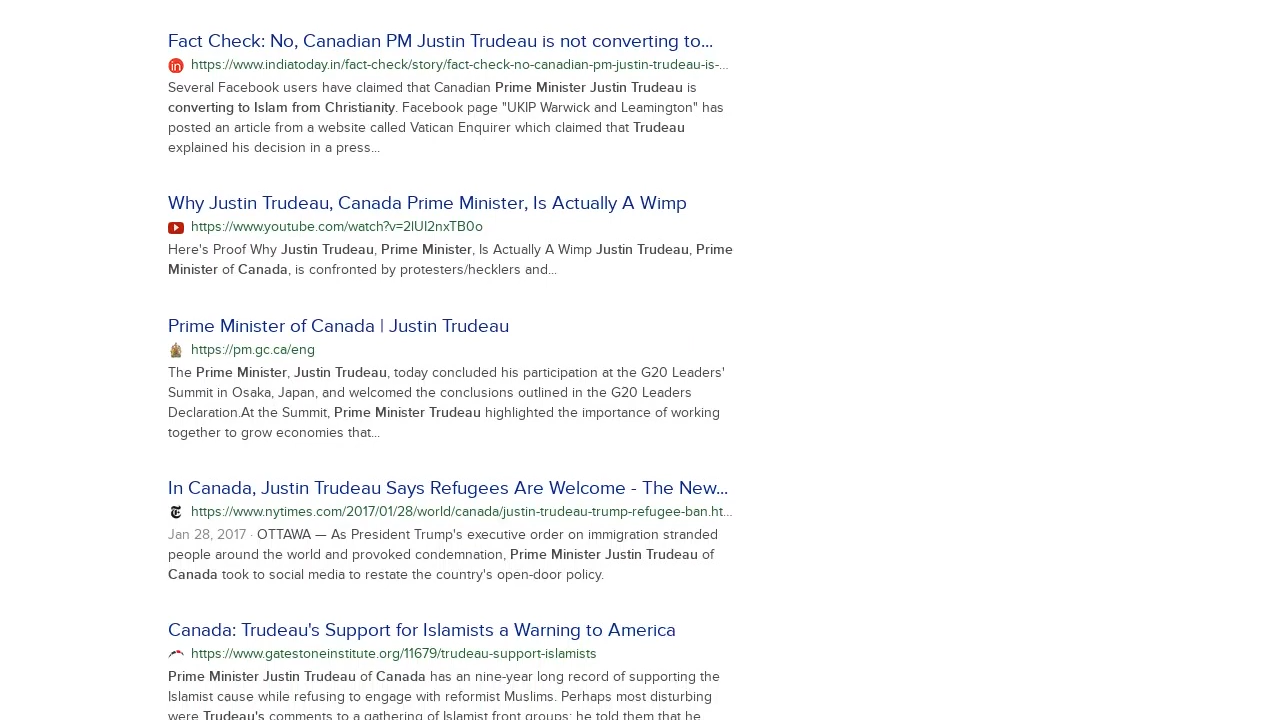 Fact Check: No, Canadian PM Justin Trudeau is not converting to...
https://www.indiatoday.in/fact-check/story/fact-check-no-canadian-pm-justin-trudeau-is-...
Several Facebook users have claimed that Canadian Prime Minister Justin Trudeau is
converting to Islam from Christianity. Facebook page "UKIP Warwick and Leamington" has
posted an article from a website called Vatican Enquirer which claimed that Trudeau
explained his decision in a press...
Why Justin Trudeau, Canada Prime Minister, Is Actually A Wimp
https://www.youtube.com/watch?v=2lUI2nxTB0o
Here's Proof Why Justin Trudeau, Prime Minister, Is Actually A Wimp Justin Trudeau, Prime
Minister of Canada, is confronted by protesters/hecklers and...
Prime Minister of Canada | Justin Trudeau
https://pm.gc.ca/eng
The Prime Minister, Justin Trudeau, today concluded his participation at the G20 Leaders'
Summit in Osaka, Japan, and welcomed the conclusions outlined in the G20 Leaders
Declaration.At the Summit, Prime Minister Trudeau highlighted the importance of working
together to grow economies that...
In Canada, Justin Trudeau Says Refugees Are Welcome - The New...
https://www.nytimes.com/2017/01/28/world/canada/justin-trudeau-trump-refugee-ban.ht...
Jan 28, 2017 · OTTAWA — As President Trump's executive order on immigration stranded
people around the world and provoked condemnation, Prime Minister Justin Trudeau of
Canada took to social media to restate the country's open-door policy.
Canada: Trudeau's Support for Islamists a Warning to America
https://www.gatestoneinstitute.org/11679/trudeau-support-islamists
Prime Minister Justin Trudeau of Canada has an nine-year long record of supporting the
Islamist cause while refusing to engage with reformist Muslims. Perhaps most disturbing
were Trudeau's comments to a gathering of Islamist front groups: he told them that he